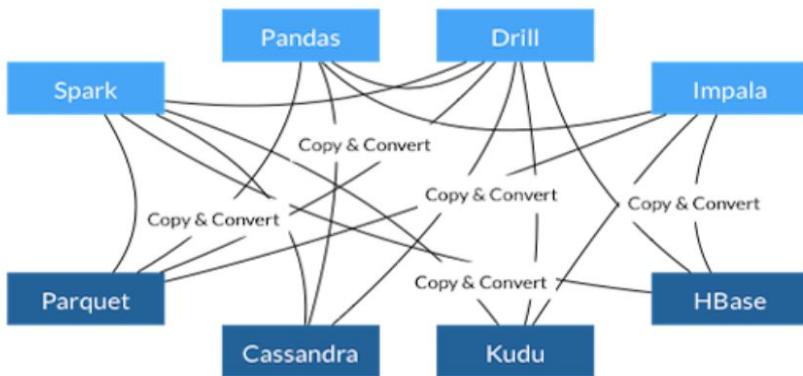 Pandas
Drill
Spark
Impala
Copy & Convert
Copy & Convert
Copy & Convert
Copy & Convert
Copy & Convert
Parquet
HBase
Cassandra
Kudu